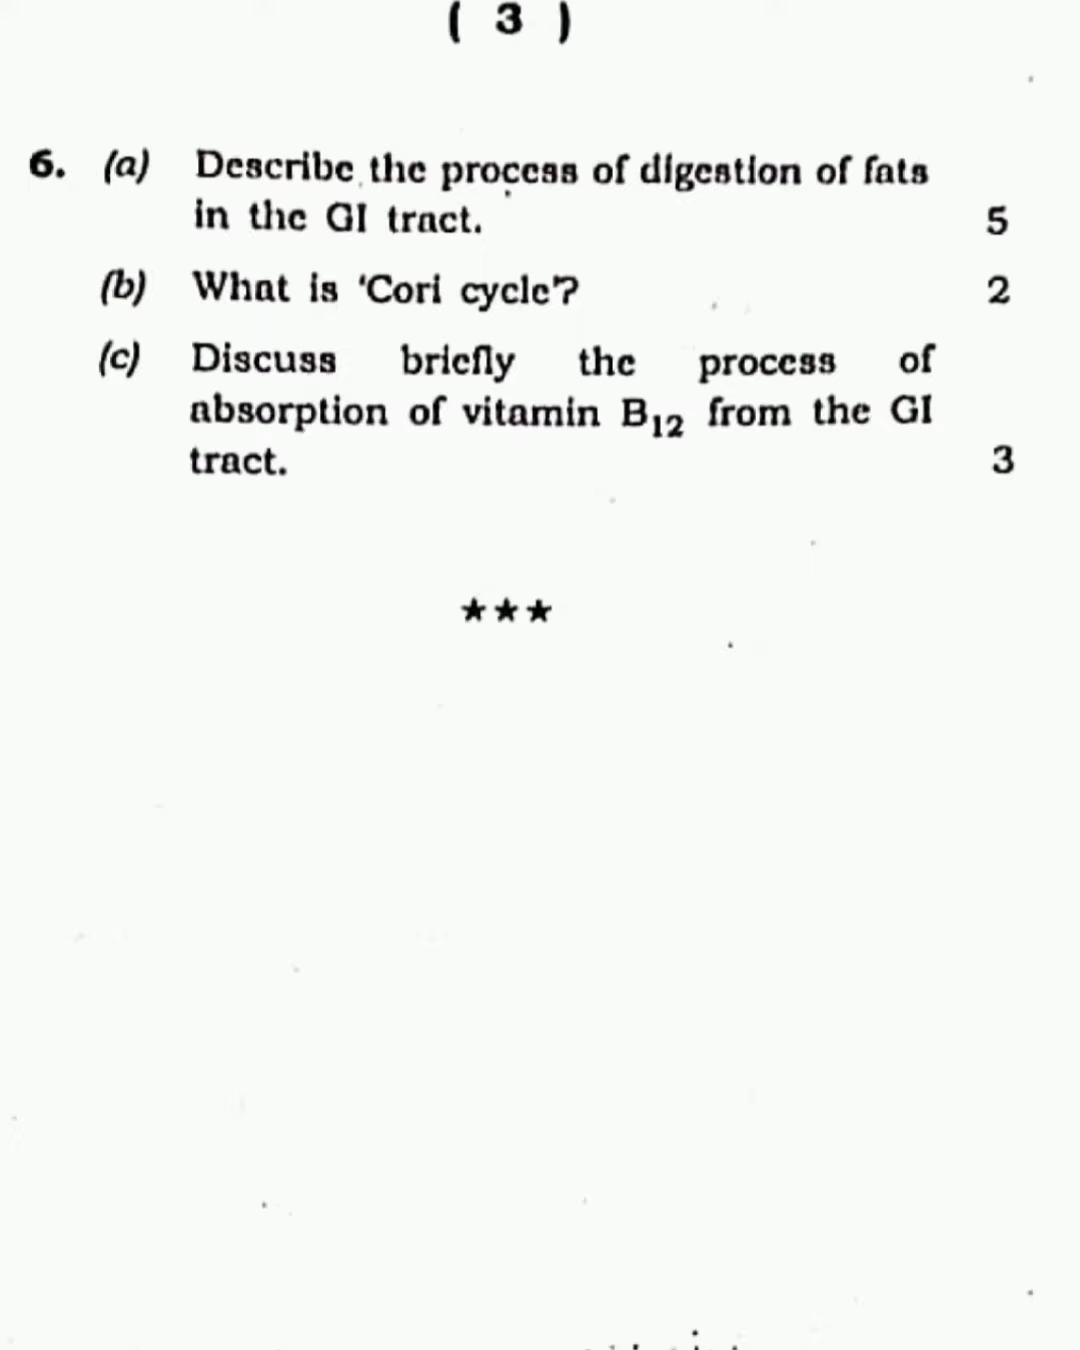 ( 3 )
6. (a) Describe the process of digestion of fats
in the GI tract. 5
(b) What is ‘Cori cycle’? 2
(c) Discuss briefly the process of
absorption of vitamin B₁₂ from the GI
tract. 3
★★★